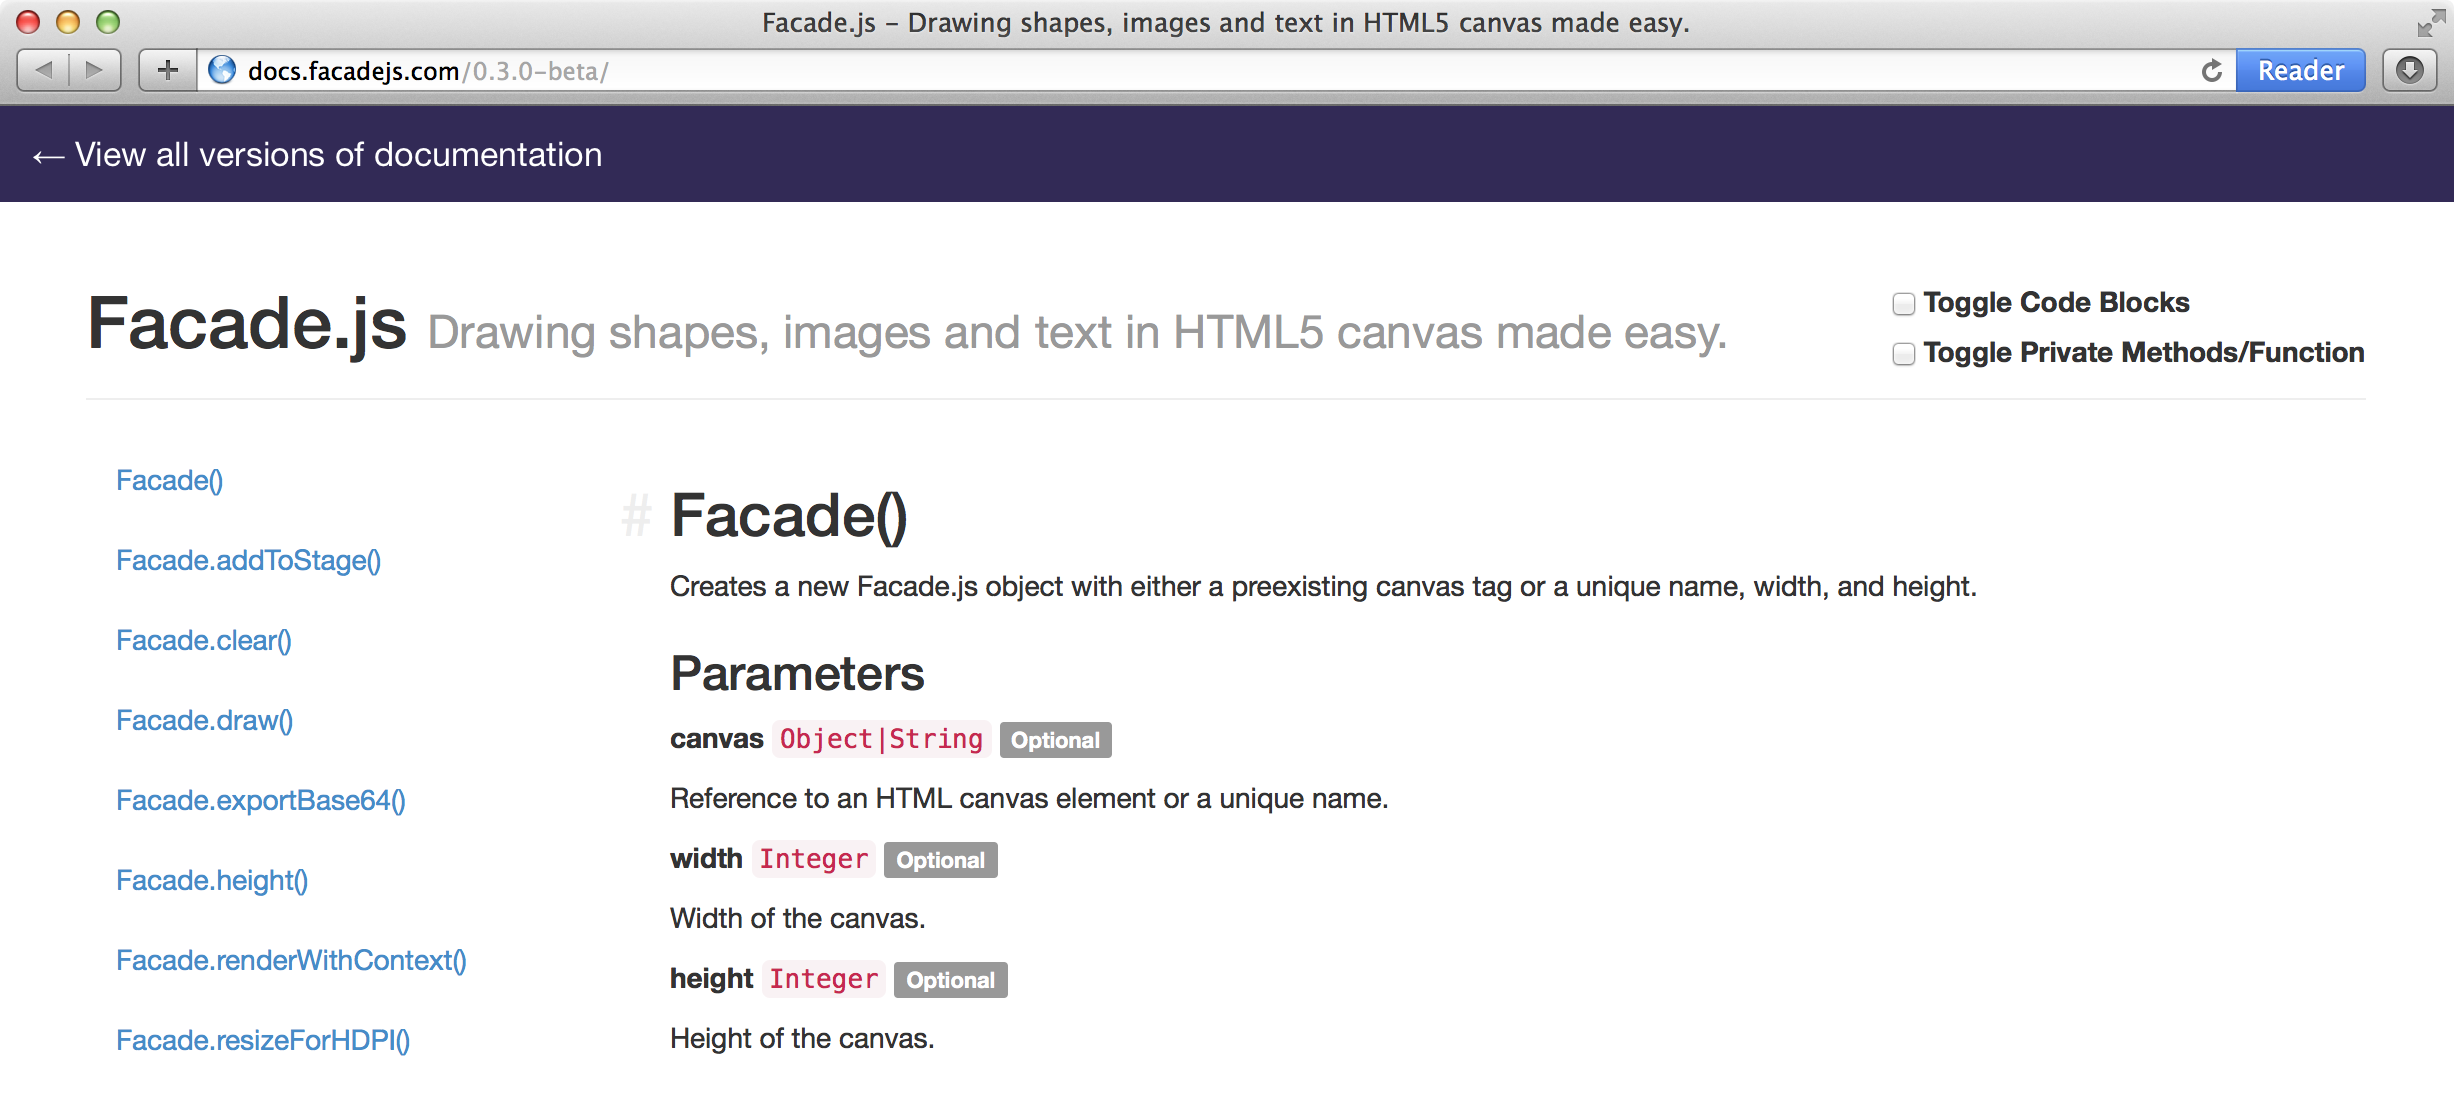 Facade.js – Drawing shapes, images and text in HTML5 canvas made easy.
docs.facadejs.com/0.3.0-beta/
Reader
← View all versions of documentation
Facade.js Drawing shapes, images and text in HTML5 canvas made easy.
Toggle Code Blocks
Toggle Private Methods/Function
Facade()
Facade.addToStage()
Facade.clear()
Facade.draw()
Facade.exportBase64()
Facade.height()
Facade.renderWithContext()
Facade.resizeForHDPI()
# Facade()
Creates a new Facade.js object with either a preexisting canvas tag or a unique name, width, and height.
Parameters
canvas Object|String Optional
Reference to an HTML canvas element or a unique name.
width Integer Optional
Width of the canvas.
height Integer Optional
Height of the canvas.